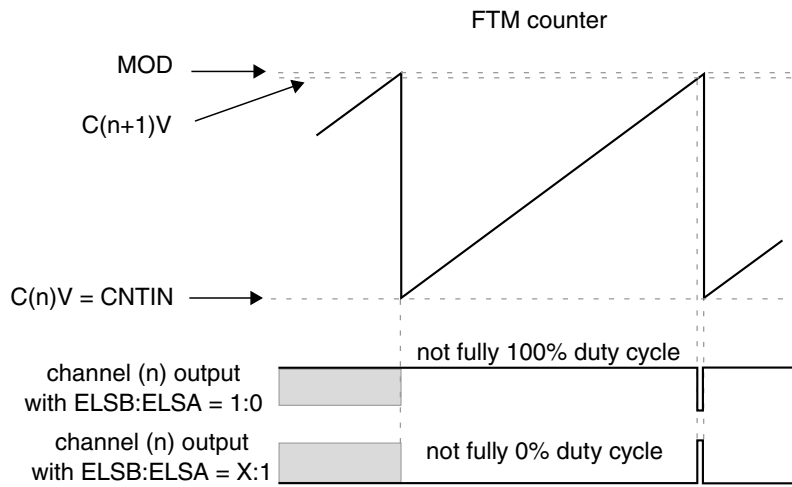 FTM counter
MOD
C(n+1)V
C(n)V = CNTIN
not fully 100% duty cycle
channel (n) output
with ELSB:ELSA = 1:0
channel (n) output
with ELSB:ELSA = X:1
not fully 0% duty cycle